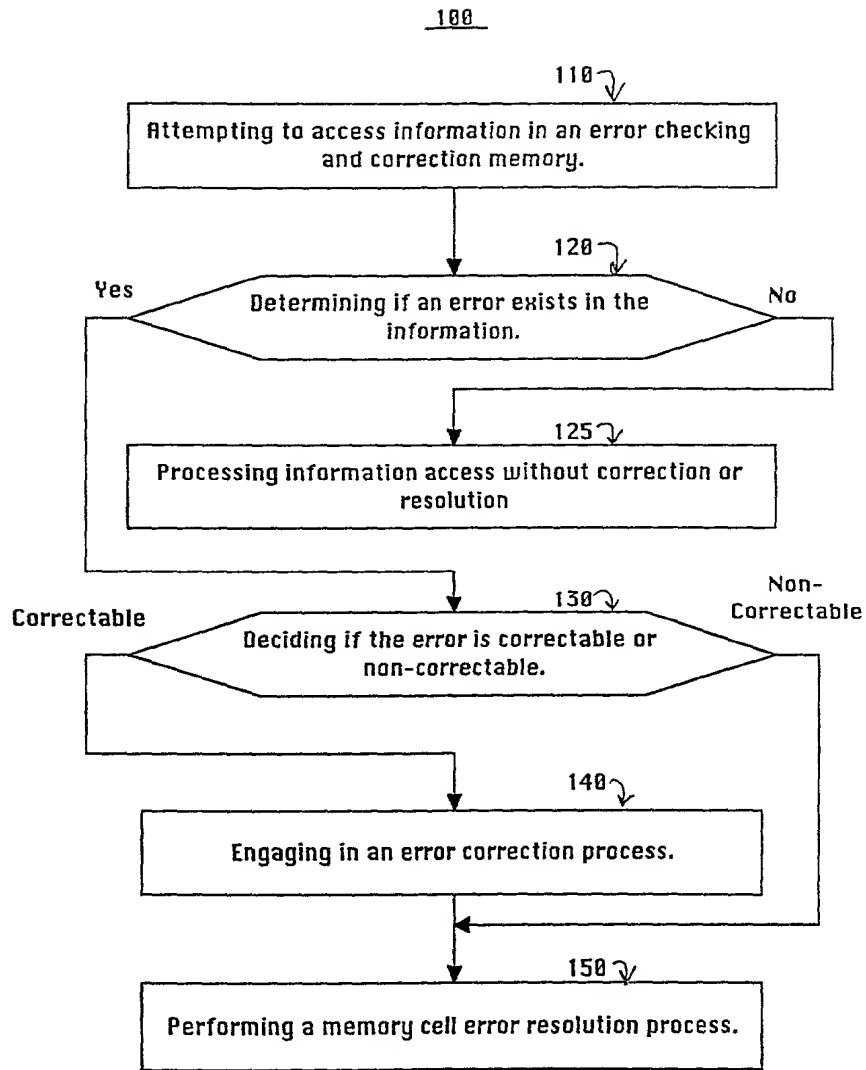 100
110
Attempting to access information in an error checking
and correction memory.
120
Yes
No
Determining if an error exists in the
information.
125
Processing information access without correction or
resolution
130
Non-
Correctable
Correctable
Deciding if the error is correctable or
non-correctable.
140
Engaging in an error correction process.
150
Performing a memory cell error resolution process.